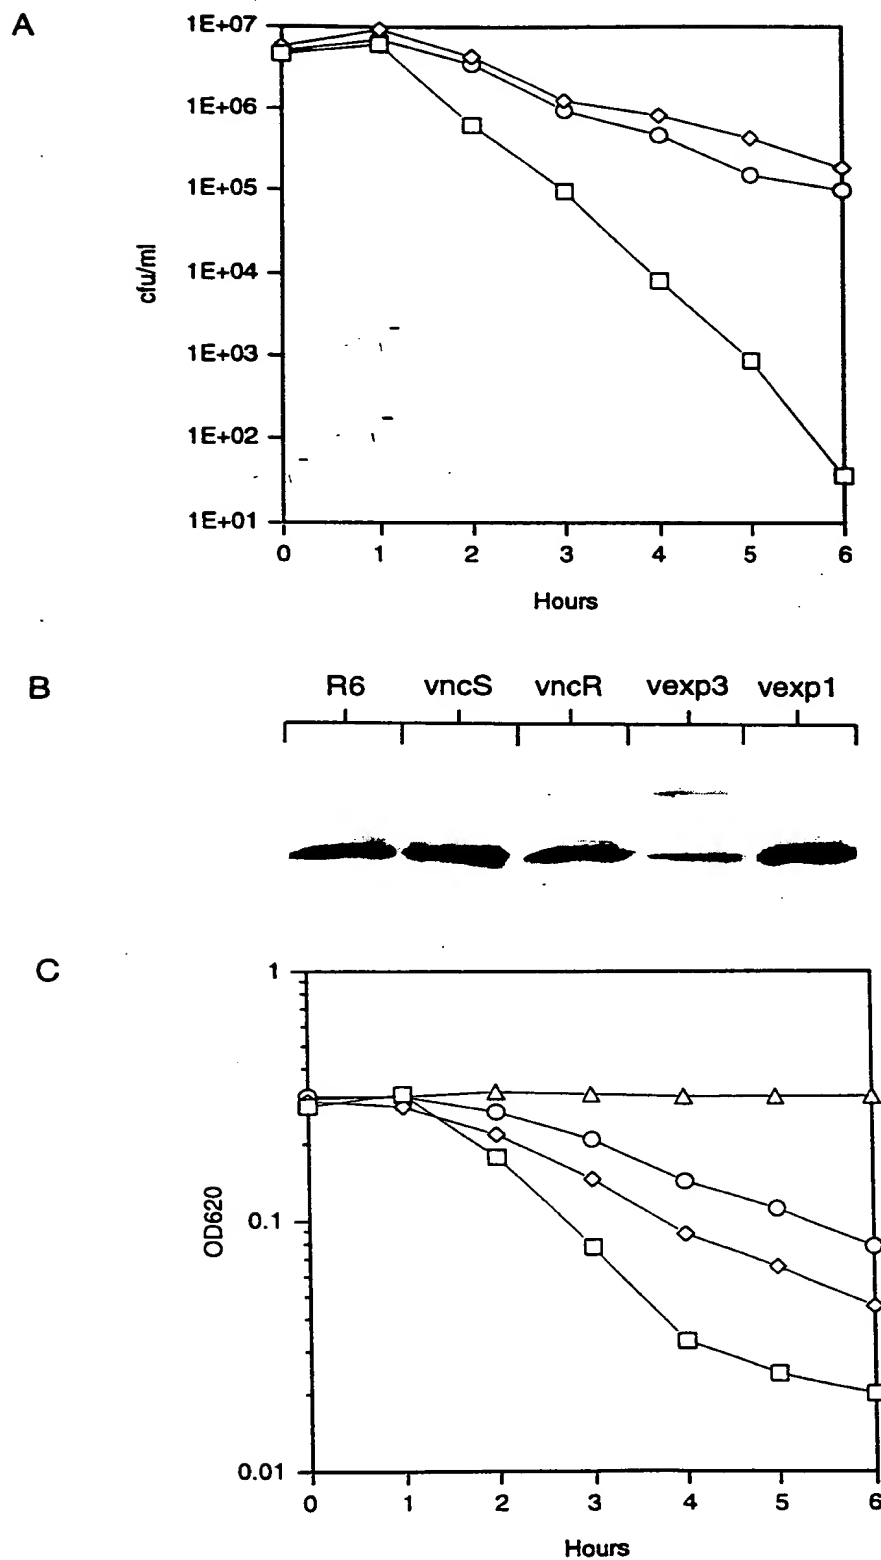 A
1E+07
1E+06
1E+05
1E+04
1E+03
1E+02
1E+01
cfu/ml
0 1 2 3 4 5 6
Hours
B
R6 vncS vncR vexp3 vexp1
C
1
0.1
0.01
OD620
0 1 2 3 4 5 6
Hours